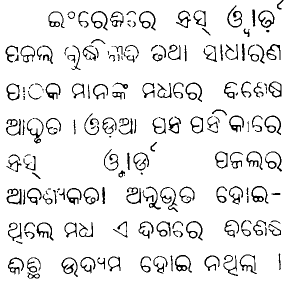 ଇଂରେଜୀରେ କ୍ରସ୍ ଓ୍ଵାର୍ଡ଼
ପଜଲ ବୁଦ୍ଧିଜୀବୀ ତଥା ସାଧାରଣ
ପାଠକ ମାନଙ୍କ ମଧ୍ୟରେ ବିଶେଷ
ଆଦୃତ । ଓଡ଼ିଆ ପତ୍ର ପତ୍ରିକାରେ
କ୍ରସ୍ ଓ୍ଵାର୍ଡ଼ ପଜଲର
ଆବଶ୍ୟକତା ଅନୁଭୂତ ହୋଇ-
ଥିଲେ ମଧ୍ୟ ଏ ଦିଗରେ ବିଶେଷ
କିଛି ଉଦ୍ୟମ ହୋଇ ନଥିଲା ।